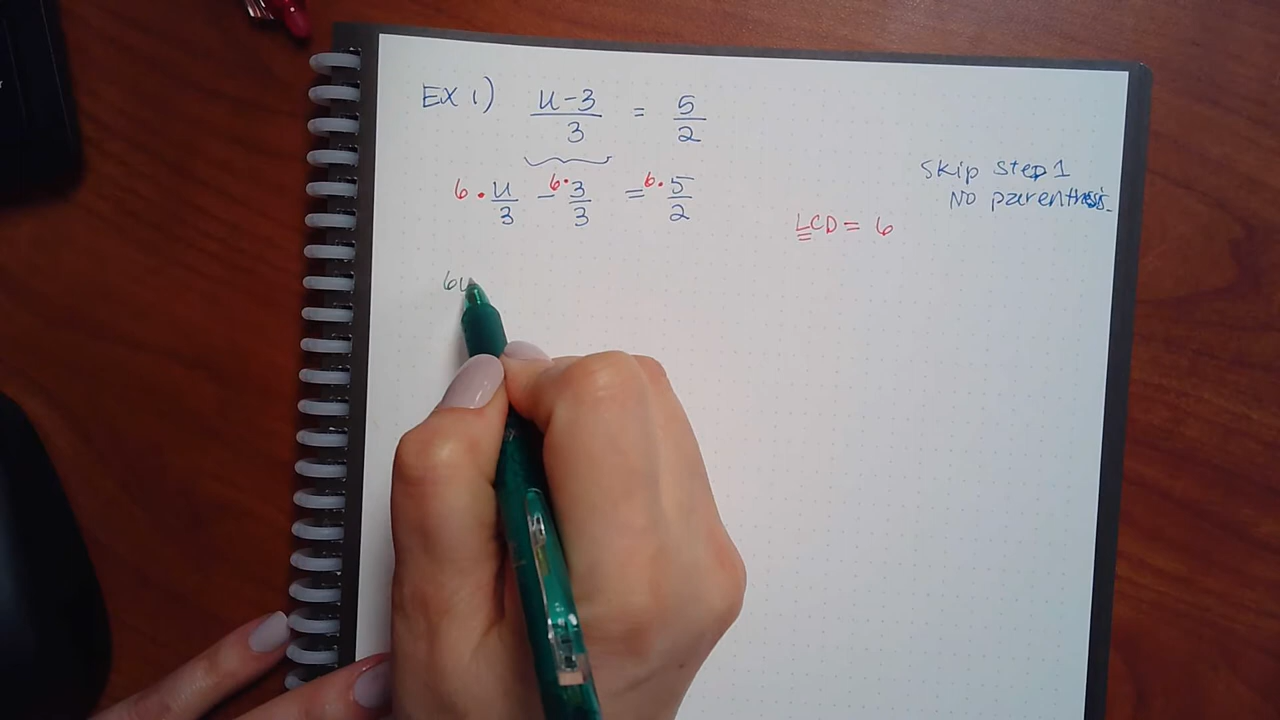 EX 1) u-3/3 = 5/2
6 · u/3 - 6 · 3/3 = 6 · 5/2
6u
Skip Step 1
No parenthsis.
LCD = 6